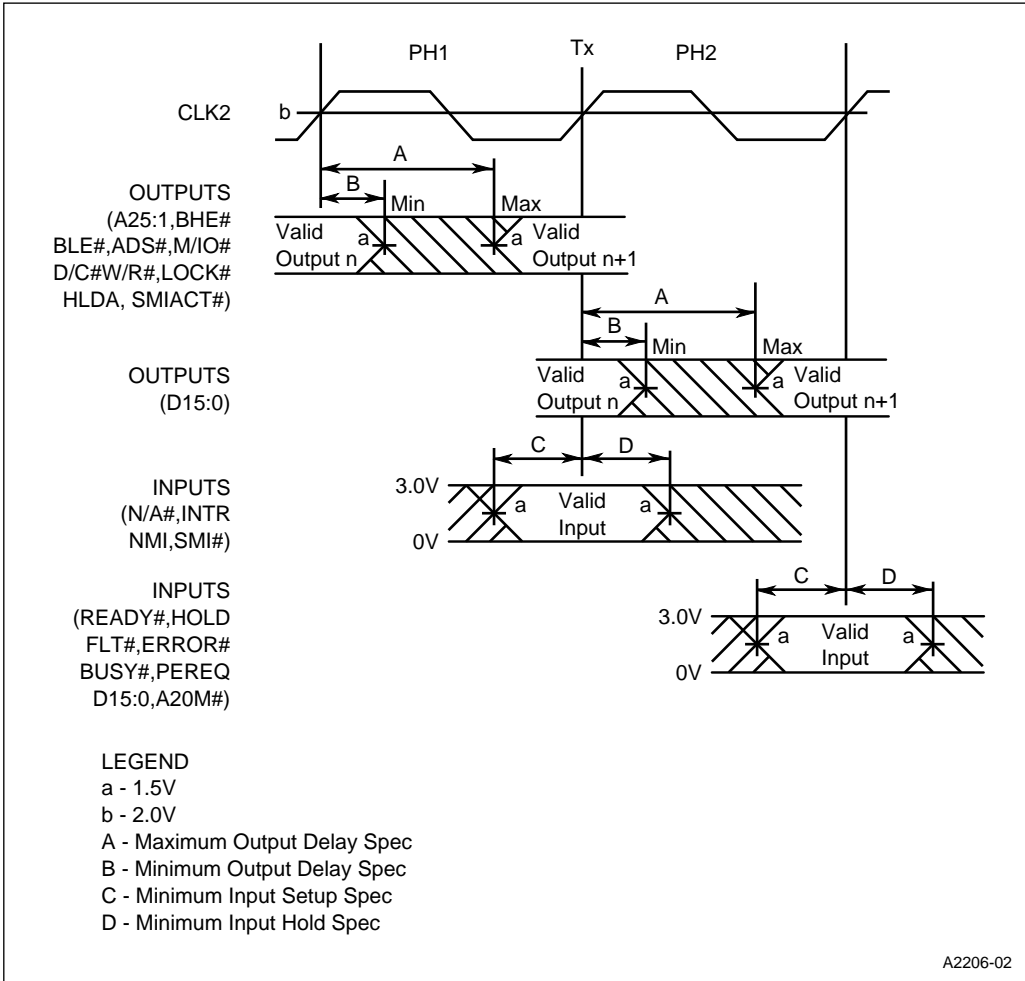 PH1 Tx PH2
CLK2 b
A
B
OUTPUTS
(A25:1,BHE#
BLE#,ADS#,M/IO#
D/C#W/R#,LOCK#
HLDA, SMIACT#)
Min Max
Valid a a Valid
Output n Output n+1
A
B
OUTPUTS
(D15:0)
Min Max
Valid a a Valid
Output n Output n+1
C D
INPUTS
(N/A#,INTR
NMI,SMI#)
3.0V
a Valid a
Input
0V
C D
INPUTS
(READY#,HOLD
FLT#,ERROR#
BUSY#,PEREQ
D15:0,A20M#)
3.0V
a Valid a
Input
0V
LEGEND
a - 1.5V
b - 2.0V
A - Maximum Output Delay Spec
B - Minimum Output Delay Spec
C - Minimum Input Setup Spec
D - Minimum Input Hold Spec
A2206-02